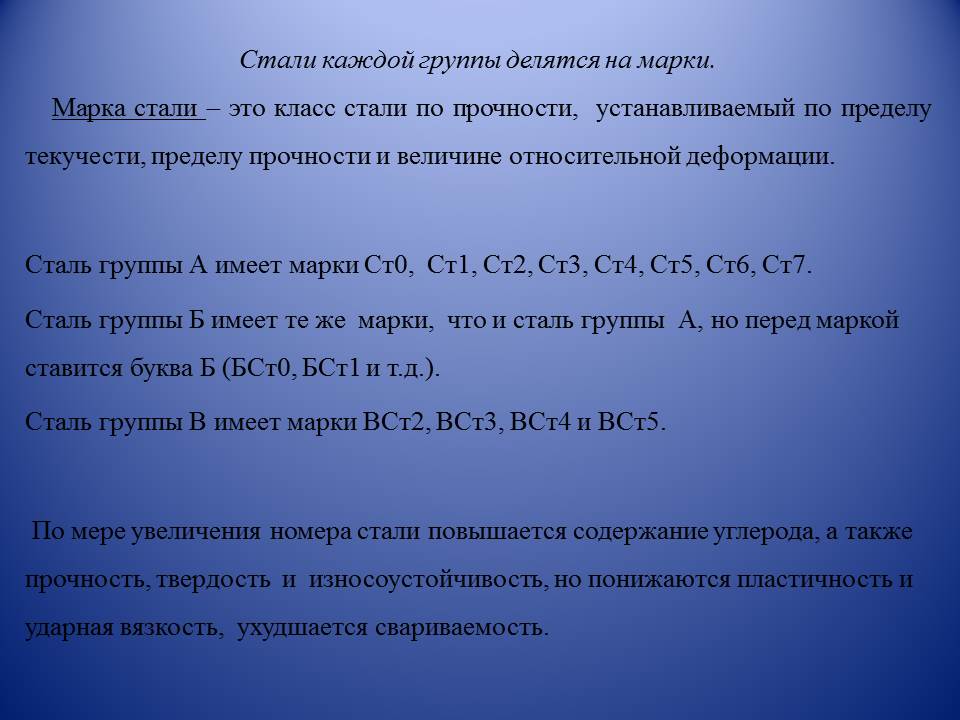 Стали каждой группы делятся на марки.
Марка стали – это класс стали по прочности, устанавливаемый по пределу
текучести, пределу прочности и величине относительной деформации.
Сталь группы А имеет марки Ст0, Ст1, Ст2, Ст3, Ст4, Ст5, Ст6, Ст7.
Сталь группы Б имеет те же марки, что и сталь группы А, но перед маркой
ставится буква Б (БСт0, БСт1 и т.д.).
Сталь группы В имеет марки ВСт2, ВСт3, ВСт4 и ВСт5.
По мере увеличения номера стали повышается содержание углерода, а также
прочность, твердость и износоустойчивость, но понижаются пластичность и
ударная вязкость, ухудшается свариваемость.